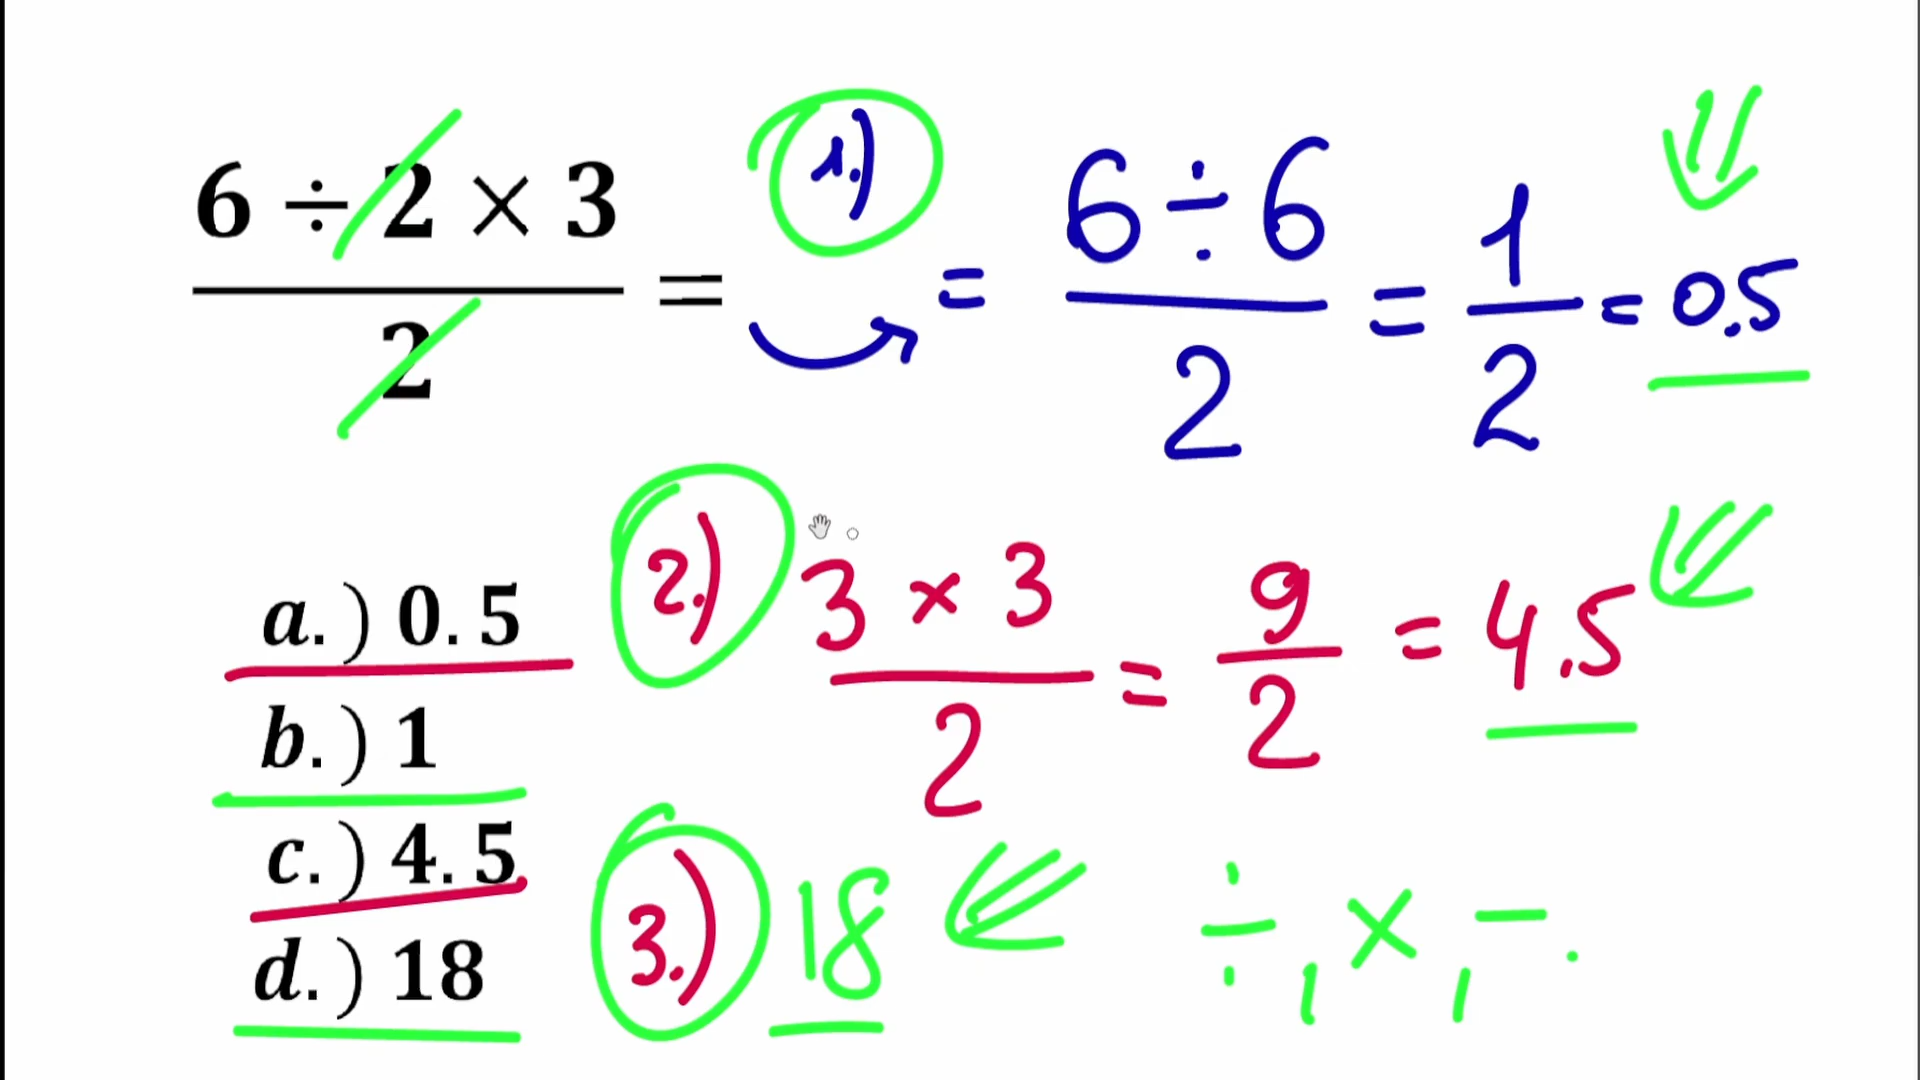 6 ÷ 2 × 3
2
=
1.)
= 6 ÷ 6
2
= 1
2
= 0.5
a.) 0.5
b.) 1
c.) 4.5
d.) 18
2.)
3 × 3
2
= 9
2
= 4.5
3.) 18
÷, ×, − .